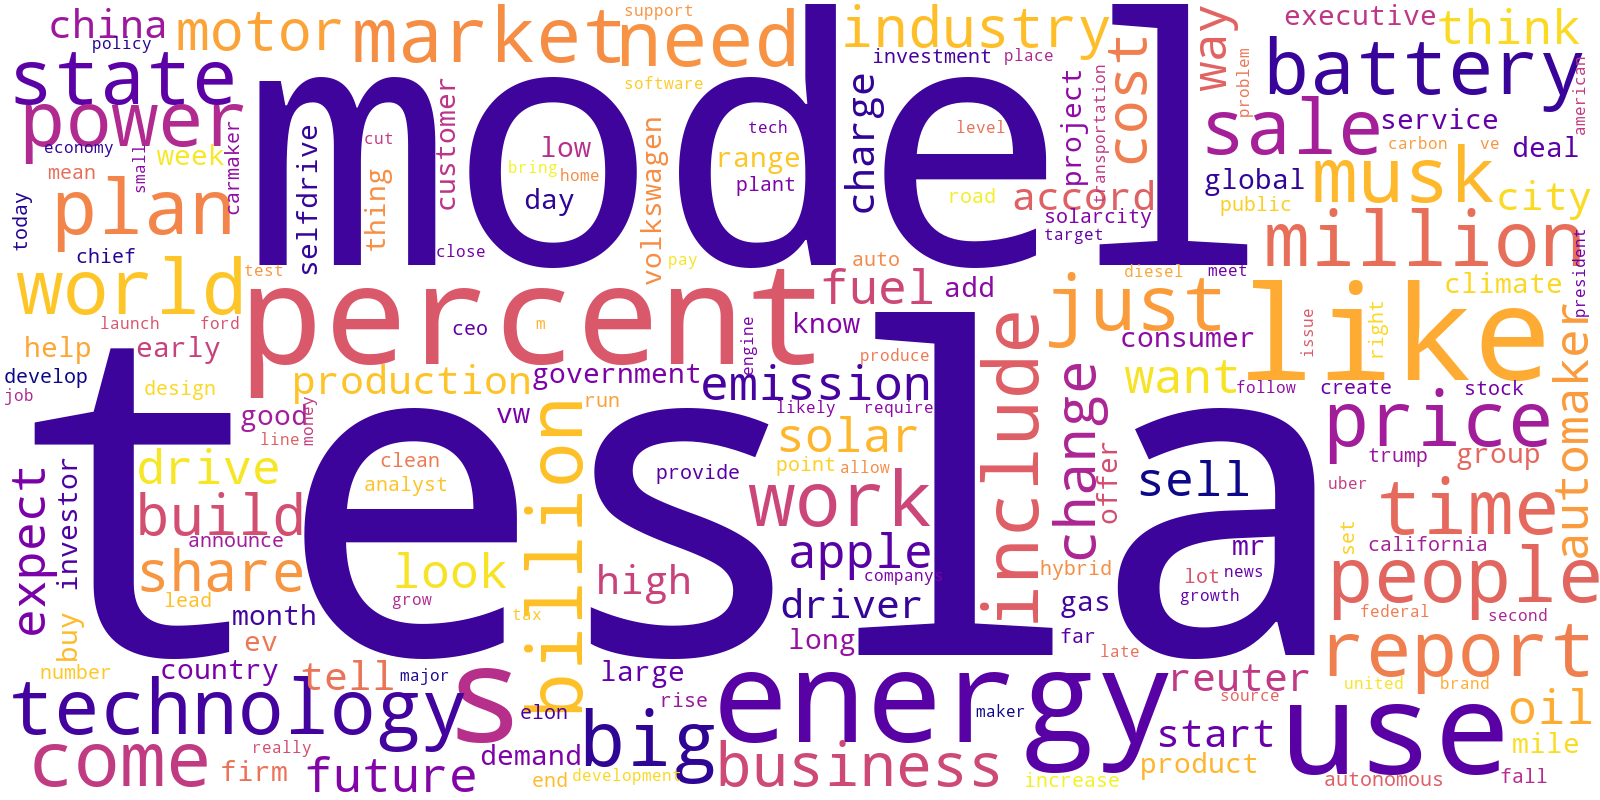 china
policy
motor
market
support
need
software
industry
investment
place
executive
think
way
problem
state
power
economy
small
carmaker
week
mean
model
cut
customer
selfdrive
thing
low
bring
home
day
tech
range
plant
volkswagen
pay
close
charge
level
road
project
transportation
cost
accord
solarcity
target
battery
american
sale
service
carbon
ve
deal
global
public
musk
city
million
president
plan
today
chief
world
test
launch
ford
percent
ceo
m
fuel
auto
add
know
engine
produce
include
just
diesel
meet
consumer
want
follow
like
issue
right
climate
create
stock
automaker
help
early
develop
job
design
good
line
money
production
government
vw
run
billion
emission
likely
require
solar
point
allow
tesla
drive
build
announce
share
lead
expect
investor
clean
analyst
look
grow
tax
high
provide
work
apple
companys
driver
long
change
offer
hybrid
gas
far
late
sell
mr
lot
news
growth
price
trump
group
uber
time
set
california
people
federal
second
report
united
brand
buy
number
month
ev
country
tell
major
s
large
rise
elon
technology
come
really
firm
future
demand
end
development
big
business
energy
maker
increase
reuter
source
start
product
use
autonomous
oil
mile
fall